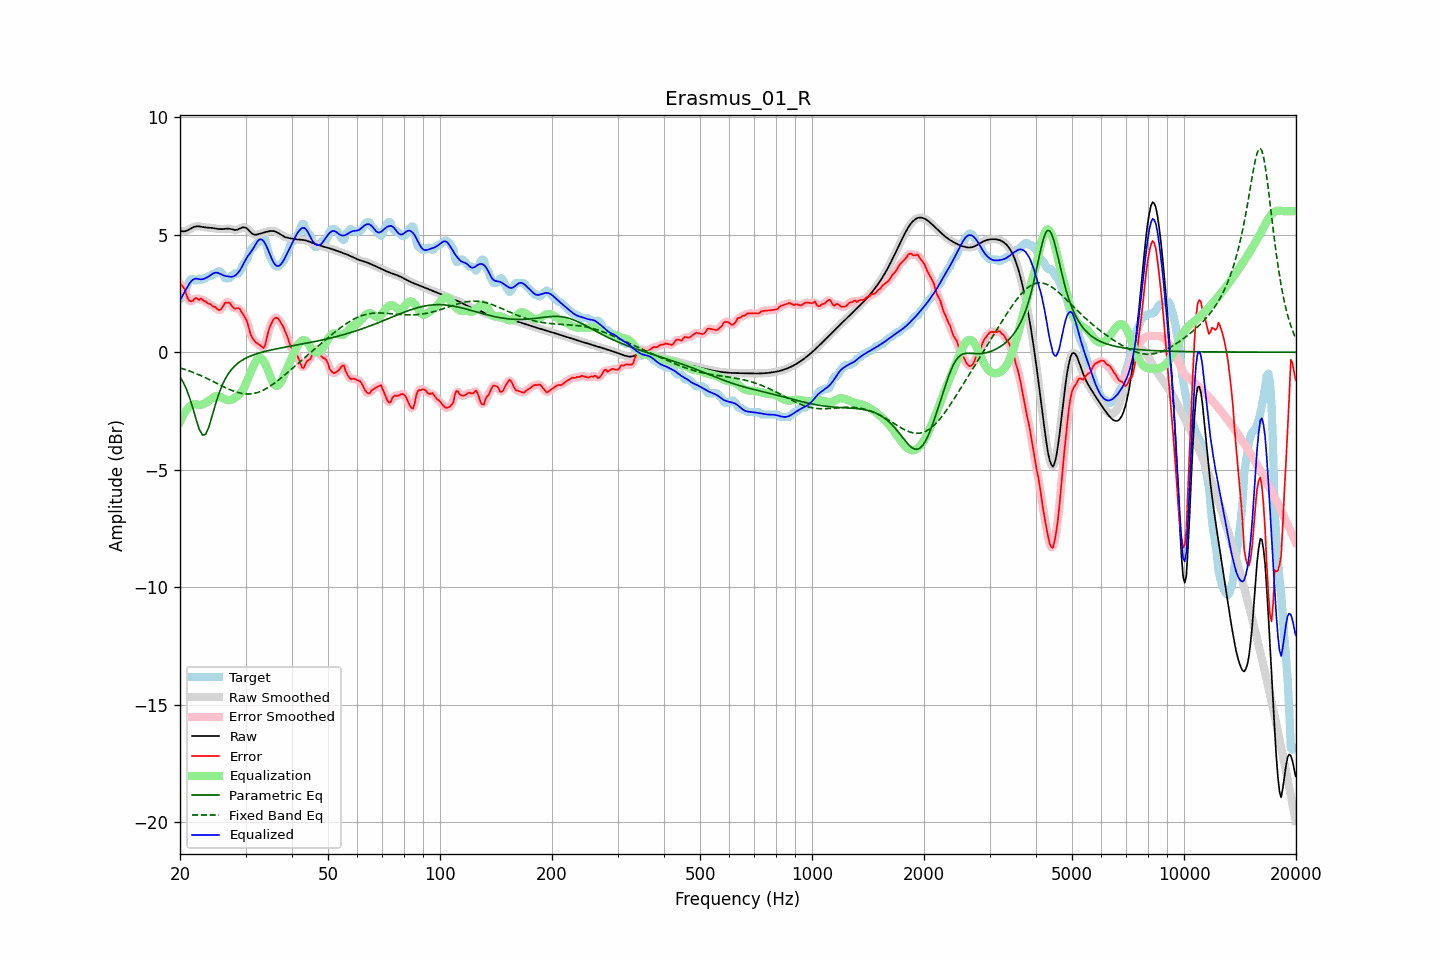 Erasmus_01_R
10
5
0
−5
−10
−15
−20
Amplitude (dBr)
Target
Raw Smoothed
Error Smoothed
Raw
Error
Equalization
Parametric Eq
Fixed Band Eq
Equalized
20 50 100 200 500 1000 2000 5000 10000 20000
Frequency (Hz)